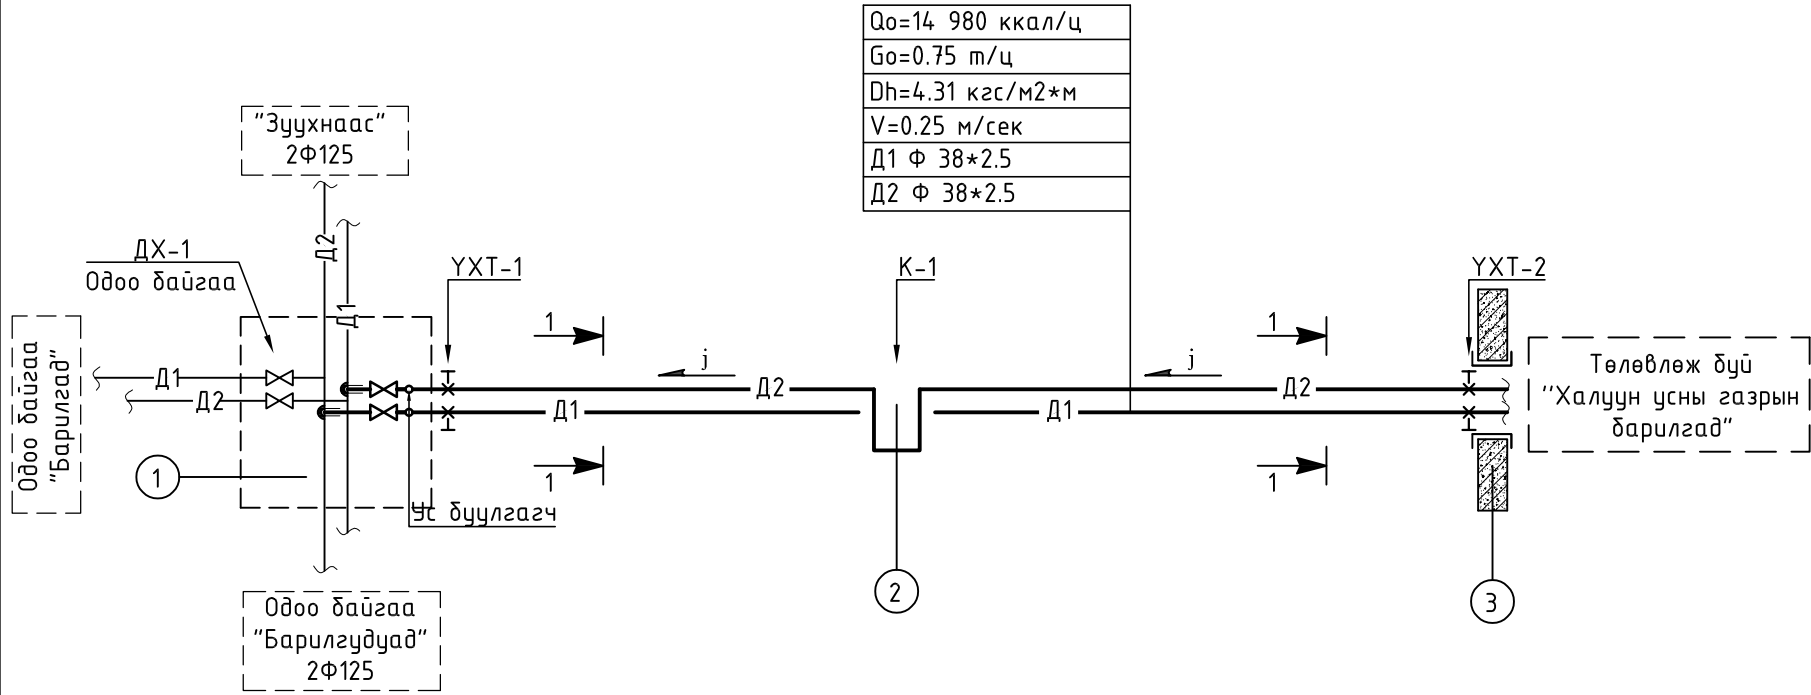 Qo=14 980 ккал/ц
Go=0.75 т/ц
Dh=4.31 кгс/м2*м
V=0.25 м/сек
Д1 Ф 38*2.5
Д2 Ф 38*2.5
"Зуухнаас"
2Ф125
Д2
Д1
ДХ-1
Одоо байгаа
ҮХТ-1
К-1
ҮХТ-2
Одоо байгаа
"Барилгад"
1
1
j
j
Төлөвлөж буй
"Халуун усны газрын
барилгад"
Д1
Д2
Д2
Д2
Д1
Д1
1
1
1
Ус буулгагч
2
3
Одоо байгаа
"Барилгудуад"
2Ф125